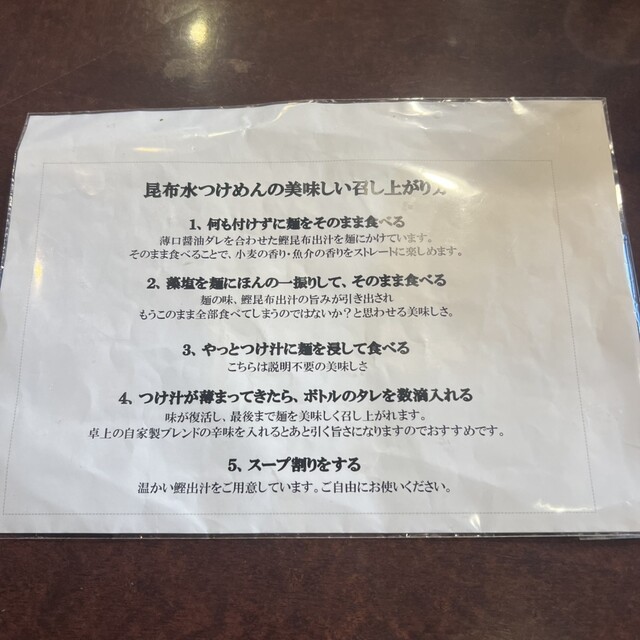 昆布水つけめんの美味しい召し上がり方
1、何も付けずに麺をそのまま食べる
薄口醤油ダレを合わせた鰹昆布出汁を麺にかけています。
そのまま食べることで、小麦の香り・魚介の香りをストレートに楽しめます。
2、藻塩を麺にほんの一振りして、そのまま食べる
麺の味、鰹昆布出汁の旨みが引き出され
もうこのまま全部食べてしまうのではないか？と思わせる美味しさ。
3、やっとつけ汁に麺を浸して食べる
こちらは説明不要の美味しさ
4、つけ汁が薄まってきたら、ボトルのタレを数滴入れる
味が復活し、最後まで麺を美味しく召し上がれます。
卓上の自家製ブレンドの辛味を入れるとあと引く旨さになりますのでおすすめです。
5、スープ割りをする
温かい鰹出汁をご用意しています。ご自由にお使いください。